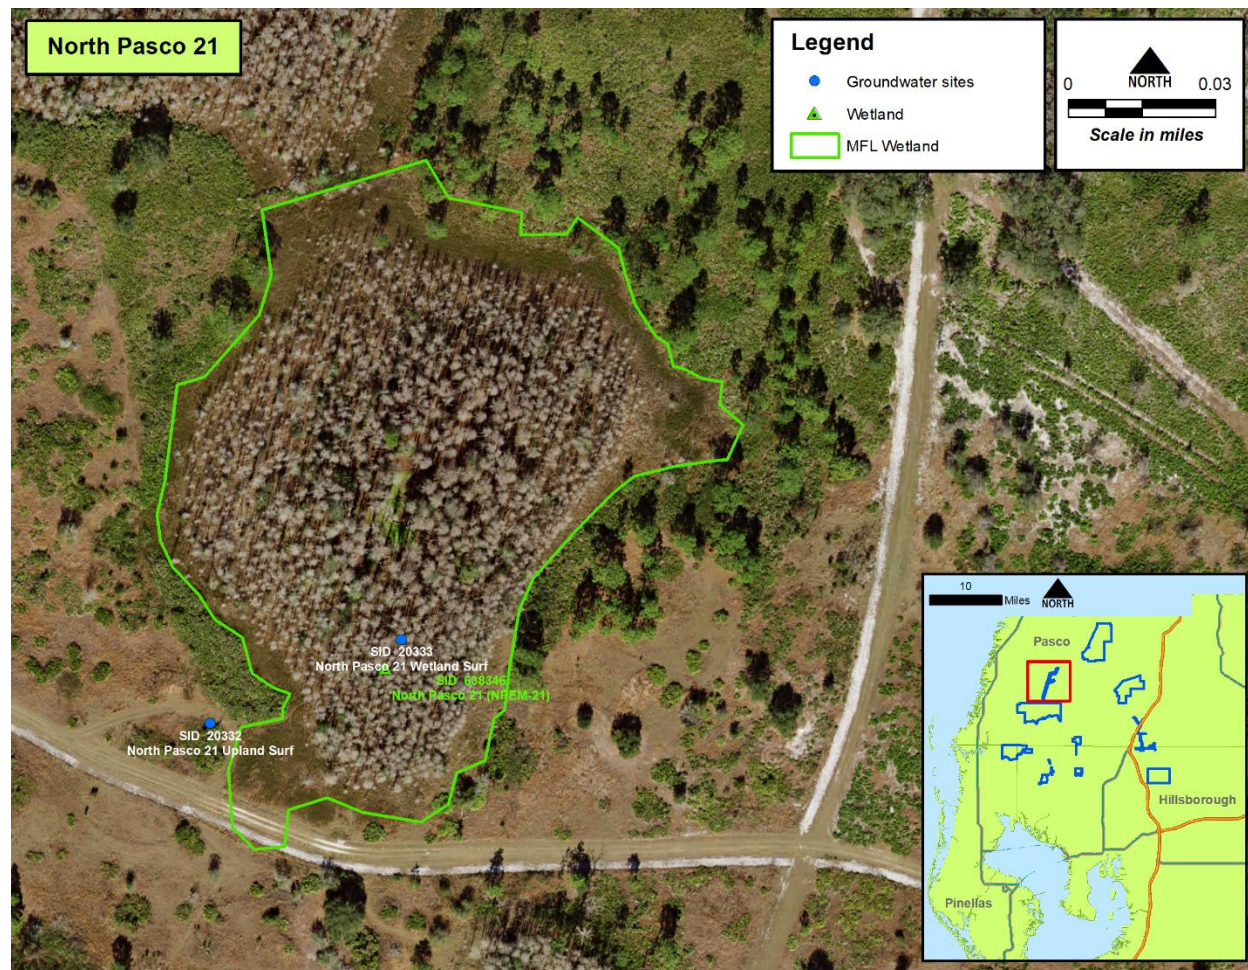 North Pasco 21
Legend
Groundwater sites
Wetland
MFL Wetland
NORTH
0 0.03
Scale in miles
SID 20333
North Pasco 21 Wetland Surf
SID 638346
North Pasco 21 (NPEM-21)
SID 20332
North Pasco 21 Upland Surf
10
Miles
NORTH
Pasco
Hillsborough
Pinellas